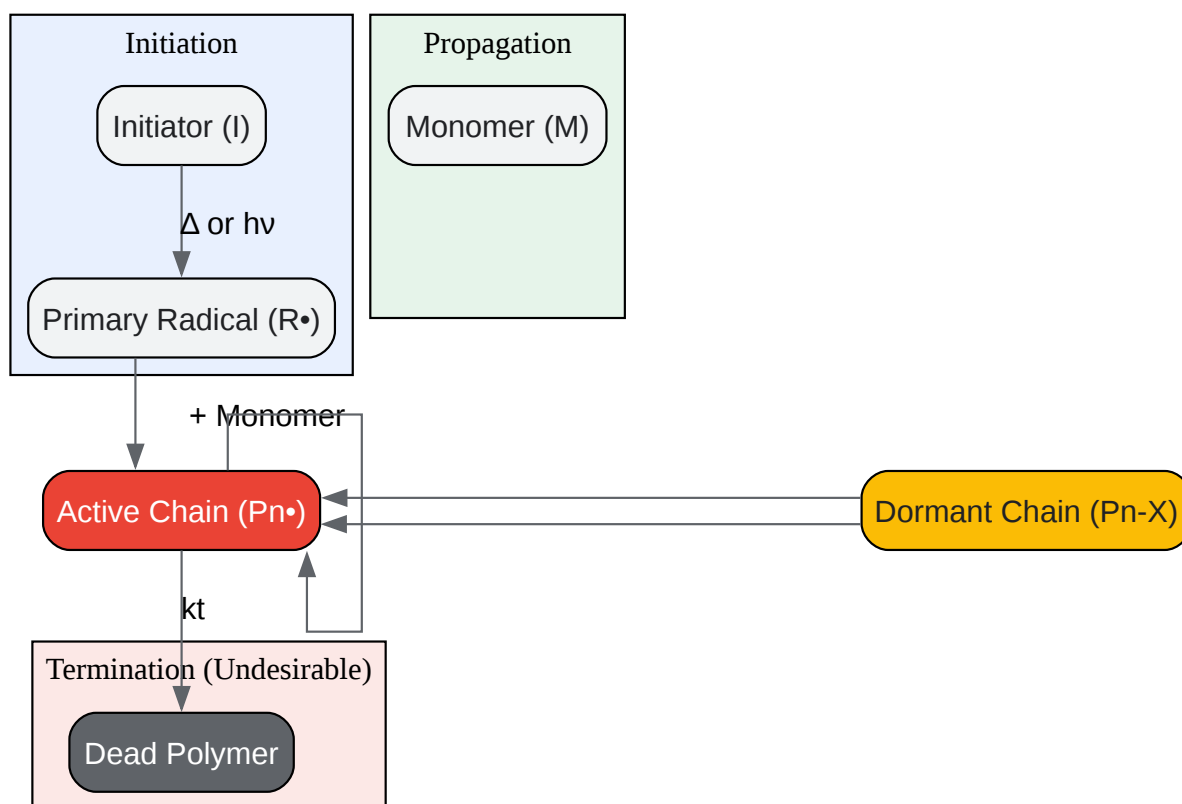 Initiation
Propagation
Initiator (I)
Monomer (M)
Δ or hν
Primary Radical (R•)
+ Monomer
Active Chain (Pn•)
Dormant Chain (Pn-X)
kt
Termination (Undesirable)
Dead Polymer